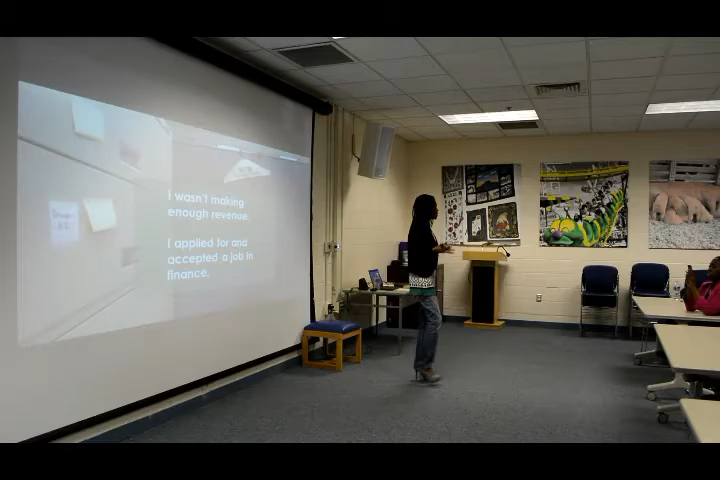 I wasn't making
enough revenue.
I applied for and
accepted a job in
finance.